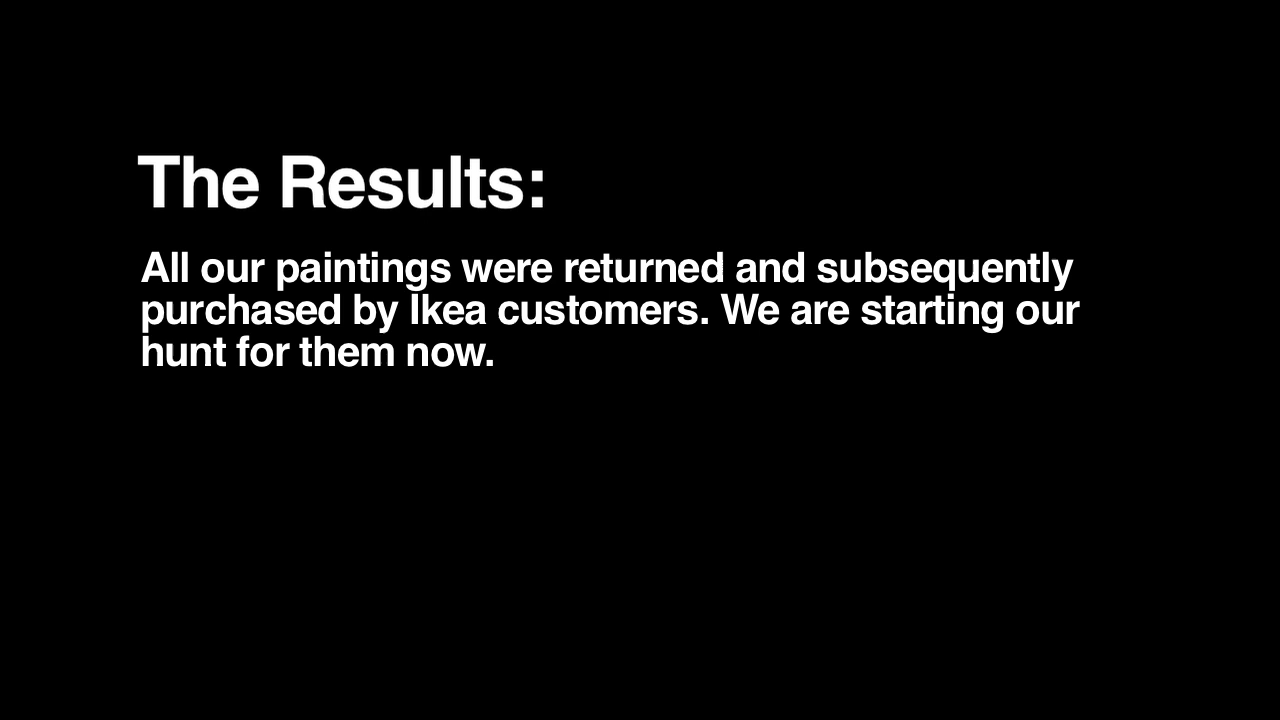 The Results:
All our paintings were returned and subsequently
purchased by Ikea customers. We are starting our
hunt for them now.